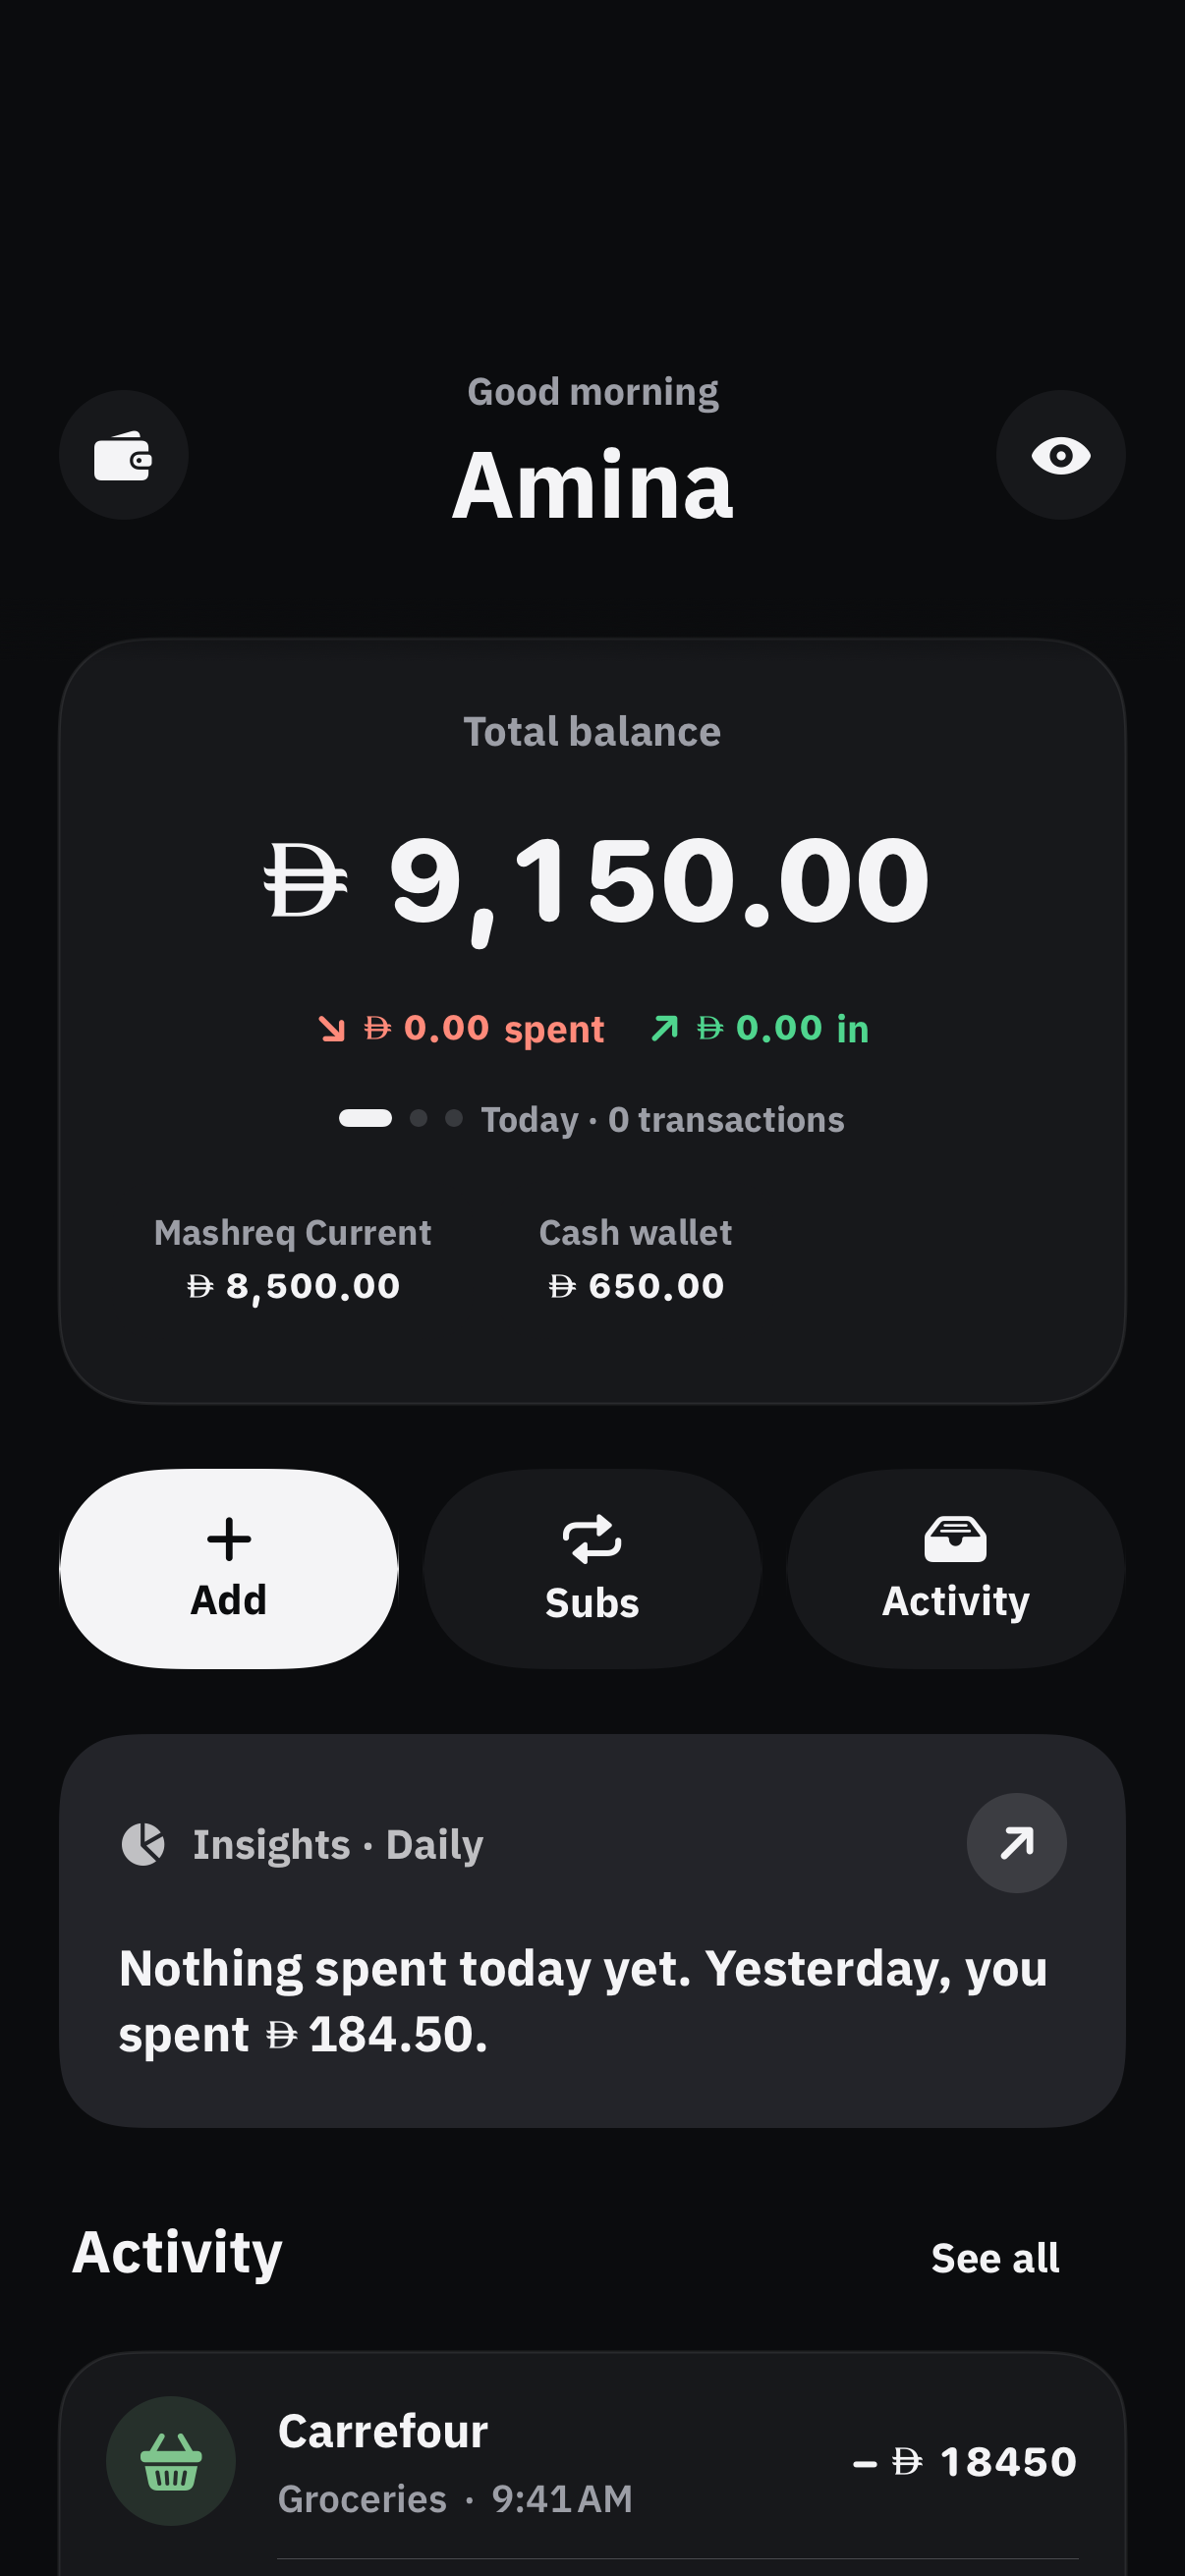 Good morning
Amina
Total balance
 9,150.00
 0.00 spent  0.00 in
Today · 0 transactions
Mashreq Current
 8,500.00
Cash wallet
 650.00
Add
Subs
Activity
Insights · Daily
Nothing spent today yet. Yesterday, you
spent  184.50.
Activity
See all
Carrefour
Groceries · 9:41 AM
–  18450